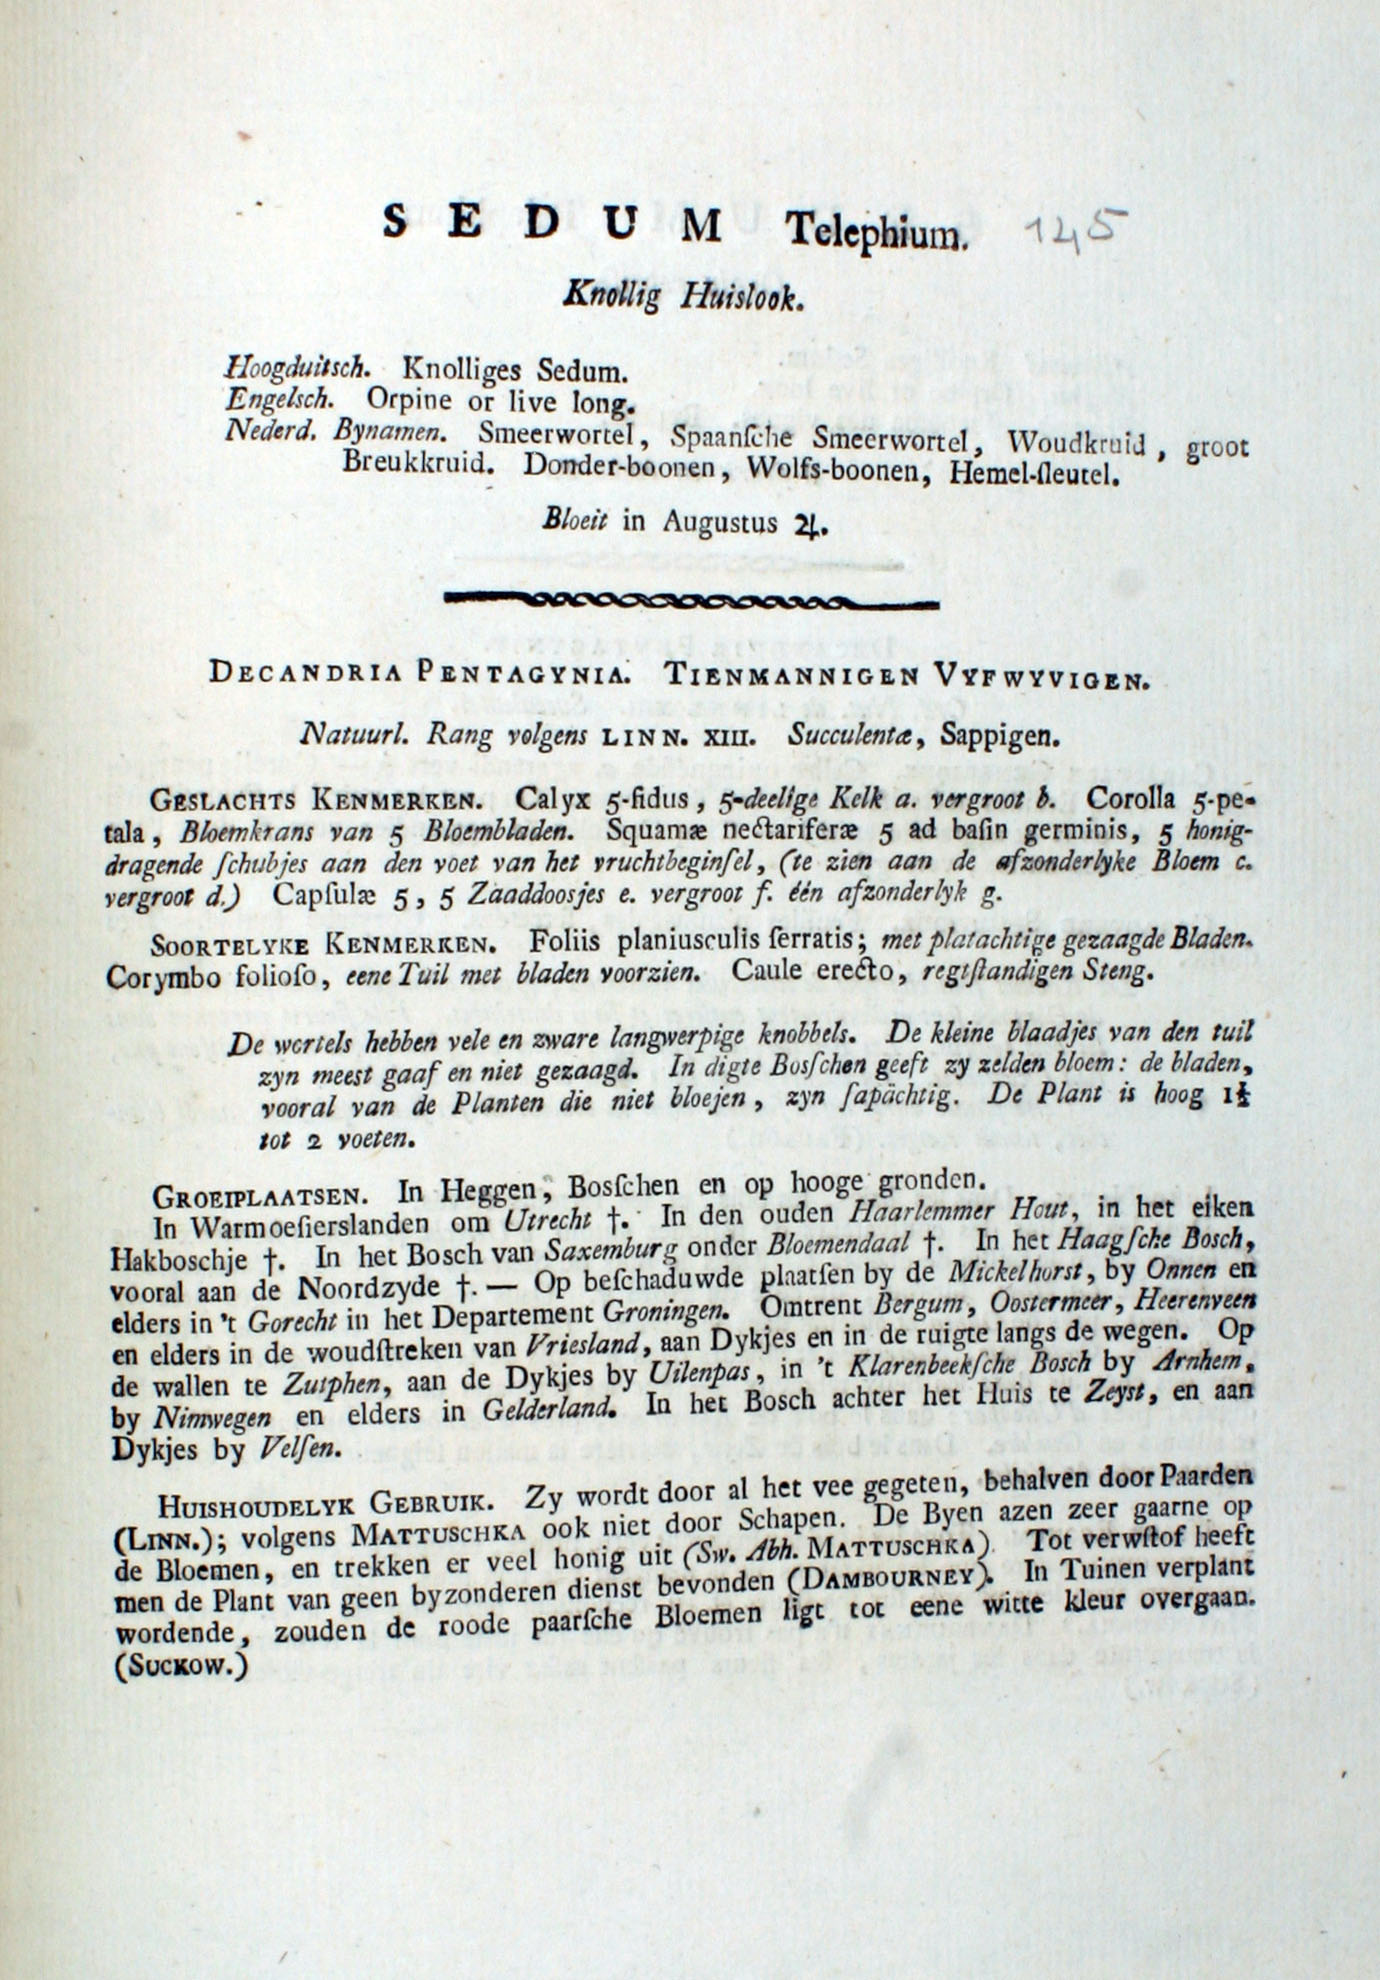 SEDUM Telephium. 145
Knollig Huislook.
Hoogduitsch. Knolliges Sedum.
Engelsch. Orpine or live long.
Nederd. Bynamen. Smeerwortel, Spaanſche Smeerwortel, Woudkruid, groot
Breukkruid. Donder-boonen, Wolfs-boonen, Hemel-ſleutel.
Bloeit in Augustus ♃.
DECANDRIA PENTAGYNIA. TIENMANNIGEN VYFWYVIGEN.
Natuurl. Rang volgens LINN. XIII. Succulentæ, Sappigen.
GESLACHTS KENMERKEN. Calyx 5-fidus, 5-deelige Kelk a. vergroot b. Corolla 5-pe-
tala, Bloemkrans van 5 Bloembladen. Squamæ nectariferæ 5 ad baſin germinis, 5 honig-
dragende ſchubjes aan den voet van het vruchtbeginſel, (te zien aan de afzonderlyke Bloem c.
vergroot d.) Capſulæ 5, 5 Zaaddoosjes e. vergroot f. één afzonderlyk g.
SOORTELYKE KENMERKEN. Foliis planiusculis ſerratis; met platachtige gezaagde Bladen.
Corymbo folioſo, eene Tuil met bladen voorzien. Caule erecto, regtſtandigen Steng.
De wortels hebben vele en zware langwerpige knobbels. De kleine blaadjes van den tuil
zyn meest gaaf en niet gezaagd. In digte Bosſchen geeft zy zelden bloem: de bladen,
vooral van de Planten die niet bloejen, zyn ſapächtig. De Plant is hoog 1½
tot 2 voeten.
GROEIPLAATSEN. In Heggen, Bosſchen en op hooge gronden.
In Warmoeſierslanden om Utrecht †. In den ouden Haarlemmer Hout, in het eiken
Hakboschje †. In het Bosch van Saxemburg onder Bloemendaal †. In het Haagſche Bosch,
vooral aan de Noordzyde †. — Op beſchaduwde plaatſen by de Mickelhorst, by Onnen en
elders in 't Gorecht in het Departement Groningen. Omtrent Bergum, Oostermeer, Heerenveen
en elders in de woudſtreken van Vriesland, aan Dykjes en in de ruigte langs de wegen. Op
de wallen te Zutphen, aan de Dykjes by Uilenpas, in 't Klarenbeekſche Bosch by Arnhem,
by Nimwegen en elders in Gelderland. In het Bosch achter het Huis te Zeyst, en aan
Dykjes by Velſen.
HUISHOUDELYK GEBRUIK. Zy wordt door al het vee gegeten, behalven door Paarden
(LINN.); volgens MATTUSCHKA ook niet door Schapen. De Byen azen zeer gaarne op
de Bloemen, en trekken er veel honig uit (Sw. Abh. MATTUSCHKA). Tot verwſtof heeft
men de Plant van geen byzonderen dienst bevonden (DAMBOURNEY). In Tuinen verplant
wordende, zouden de roode paarſche Bloemen ligt tot eene witte kleur overgaan.
(SUCKOW.)